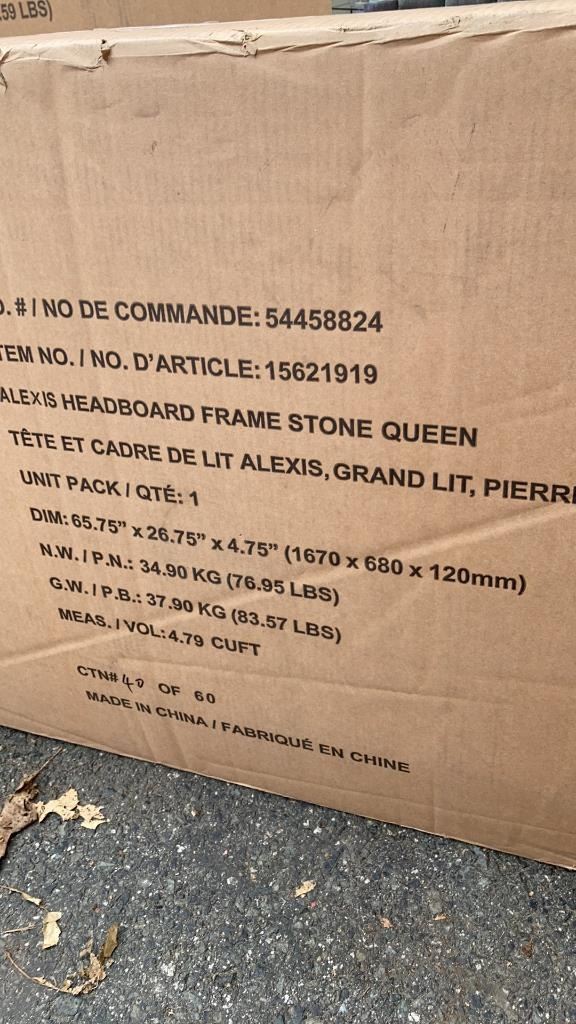 .59 LBS)
. # / NO DE COMMANDE: 54458824
TEM NO. / NO. D'ARTICLE: 15621919
ALEXIS HEADBOARD FRAME STONE QUEEN
TÊTE ET CADRE DE LIT ALEXIS, GRAND LIT, PIERR
UNIT PACK / QTÉ: 1
DIM: 65.75” x 26.75” x 4.75” (1670 x 680 x 120mm)
N.W. / P.N.: 34.90 KG (76.95 LBS)
G.W. / P.B.: 37.90 KG (83.57 LBS)
MEAS. / VOL: 4.79 CUFT
CTN# 40 OF 60
MADE IN CHINA / FABRIQUÉ EN CHINE